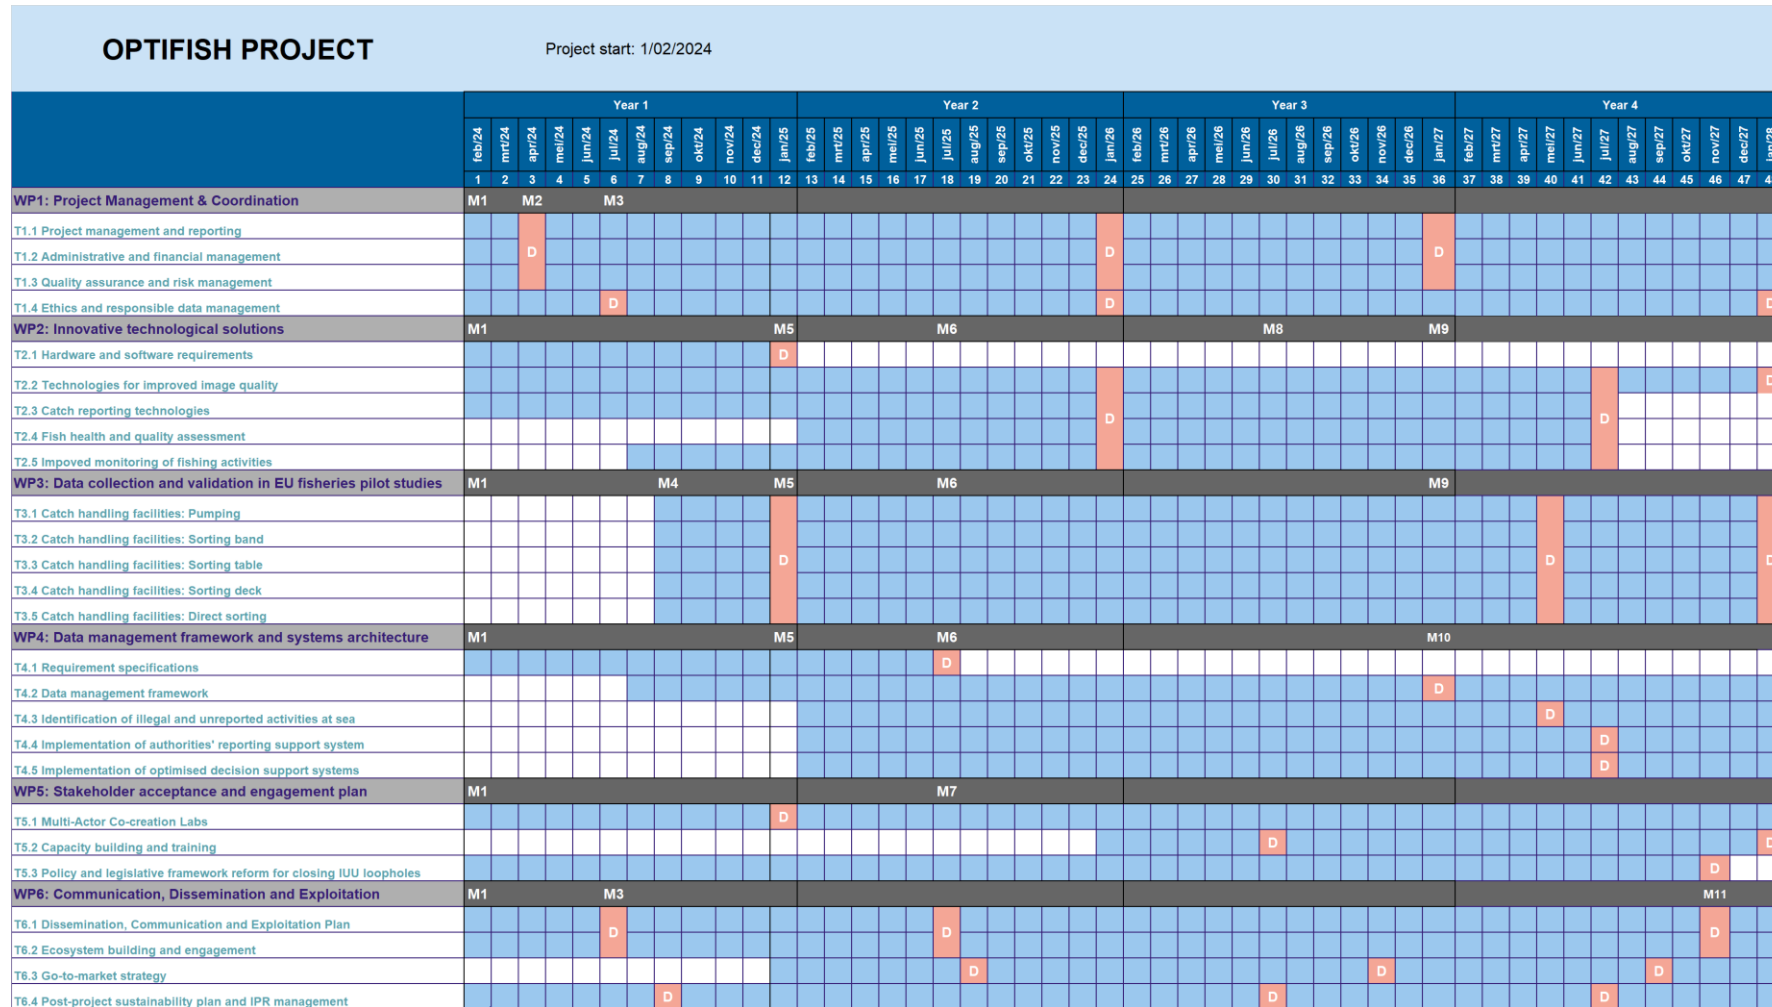 OPTIFISH PROJECT
Project start: 1/02/2024
Year 1 Year 2 Year 3 Year 4
feb/24 mrt/24 apr/24 mei/24 jun/24 jul/24 aug/24 sep/24 okt/24 nov/24 dec/24 jan/25 feb/25 mrt/25 apr/25 mei/25 jun/25 jul/25 aug/25 sep/25 okt/25 nov/25 dec/25 jan/26 feb/26 mrt/26 apr/26 mei/26 jun/26 jul/26 aug/26 sep/26 okt/26 nov/26 dec/26 jan/27 feb/27 mrt/27 apr/27 mei/27 jun/27 jul/27 aug/27 sep/27 okt/27 nov/27 dec/27 jan/28
1 2 3 4 5 6 7 8 9 10 11 12 13 14 15 16 17 18 19 20 21 22 23 24 25 26 27 28 29 30 31 32 33 34 35 36 37 38 39 40 41 42 43 44 45 46 47
WP1: Project Management & Coordination M1 M2 M3
T1.1 Project management and reporting
T1.2 Administrative and financial management D D D
T1.3 Quality assurance and risk management
T1.4 Ethics and responsible data management D D D
WP2: Innovative technological solutions M1 M5 M6 M8 M9
T2.1 Hardware and software requirements D
T2.2 Technologies for improved image quality D
T2.3 Catch reporting technologies D D
T2.4 Fish health and quality assessment
T2.5 Impoved monitoring of fishing activities
WP3: Data collection and validation in EU fisheries pilot studies M1 M4 M5 M6 M9
T3.1 Catch handling facilities: Pumping
T3.2 Catch handling facilities: Sorting band
T3.3 Catch handling facilities: Sorting table D D D
T3.4 Catch handling facilities: Sorting deck
T3.5 Catch handling facilities: Direct sorting
WP4: Data management framework and systems architecture M1 M5 M6 M10
T4.1 Requirement specifications D
T4.2 Data management framework D
T4.3 Identification of illegal and unreported activities at sea D
T4.4 Implementation of authorities' reporting support system D
T4.5 Implementation of optimised decision support systems D
WP5: Stakeholder acceptance and engagement plan M1 M7
T5.1 Multi-Actor Co-creation Labs D
T5.2 Capacity building and training D D
T5.3 Policy and legislative framework reform for closing IUU loopholes D
WP6: Communication, Dissemination and Exploitation M1 M3 M11
T6.1 Dissemination, Communication and Exploitation Plan D D D
T6.2 Ecosystem building and engagement
T6.3 Go-to-market strategy D D D
T6.4 Post-project sustainability plan and IPR management D D D